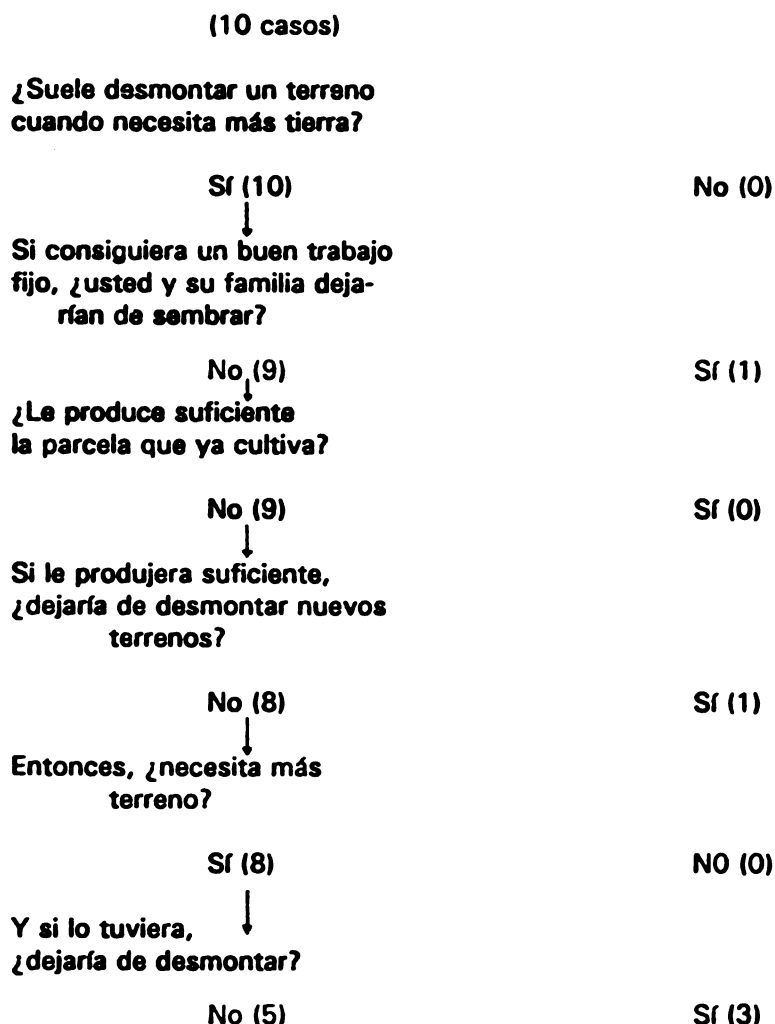 (10 casos)
¿Suele desmontar un terreno
cuando necesita más tierra?
Sí (10) No (0)
Si consiguiera un buen trabajo
fijo, ¿usted y su familia deja-
rían de sembrar?
No (9) Sí (1)
¿Le produce suficiente
la parcela que ya cultiva?
No (9) Sí (0)
Si le produjera suficiente,
¿dejaría de desmontar nuevos
terrenos?
No (8) Sí (1)
Entonces, ¿necesita más
terreno?
Sí (8) NO (0)
Y si lo tuviera,
¿dejaría de desmontar?
No (5) Sí (3)